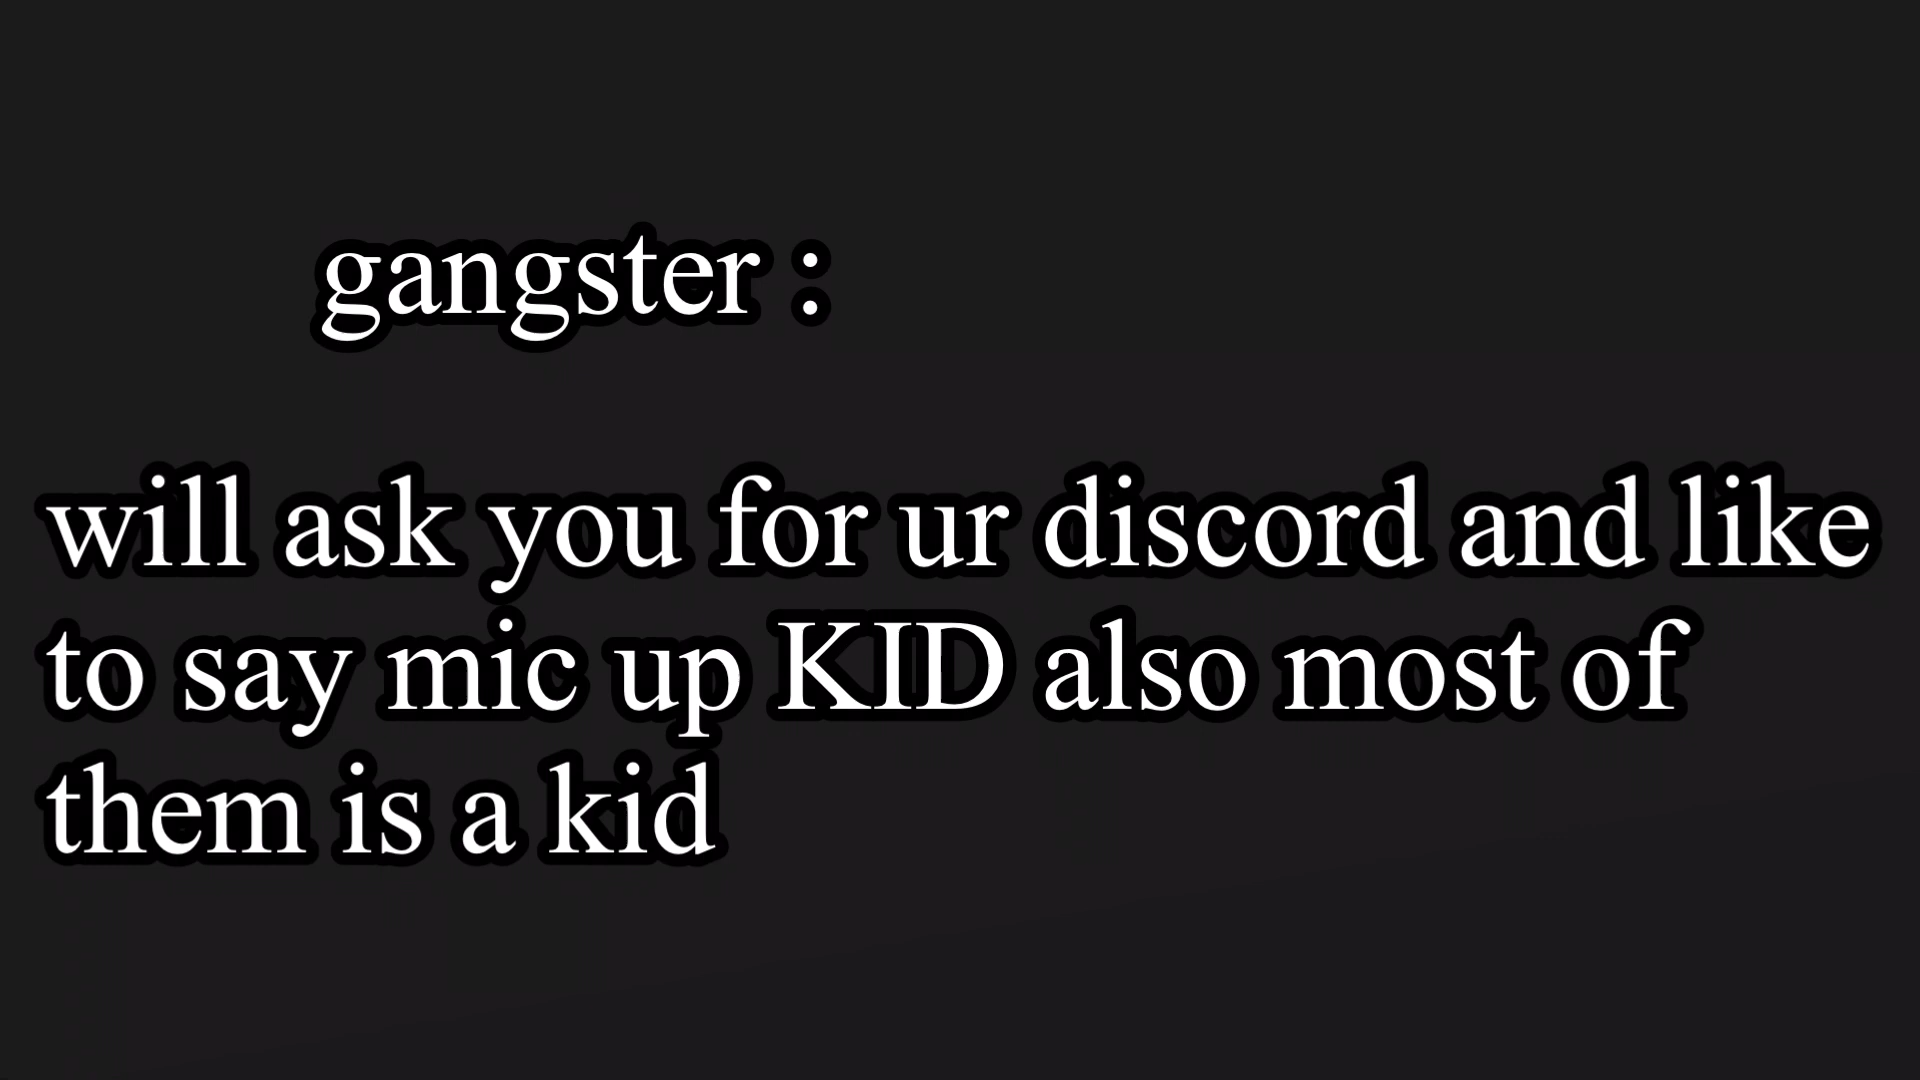 gangster :
will ask you for ur discord and like
to say mic up KID also most of
them is a kid